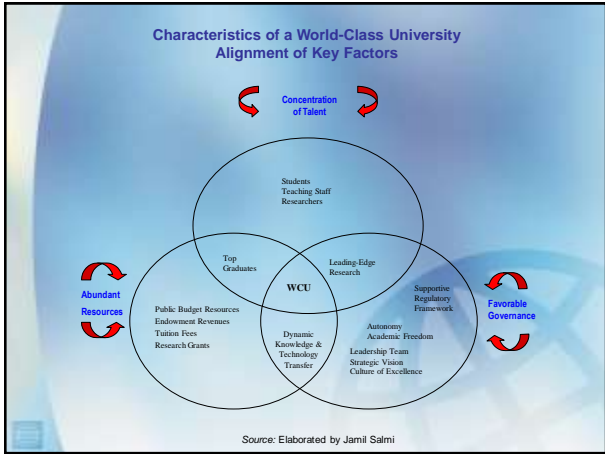 Characteristics of a World-Class University
Alignment of Key Factors
Concentration
of Talent
Students
Teaching Staff
Researchers
Top
Graduates
Leading-Edge
Research
WCU
Supportive
Regulatory
Framework
Abundant
Resources
Favorable
Governance
Public Budget Resources
Endowment Revenues
Tuition Fees
Research Grants
Dynamic
Knowledge &
Technology
Transfer
Autonomy
Academic Freedom
Leadership Team
Strategic Vision
Culture of Excellence
Source: Elaborated by Jamil Salmi